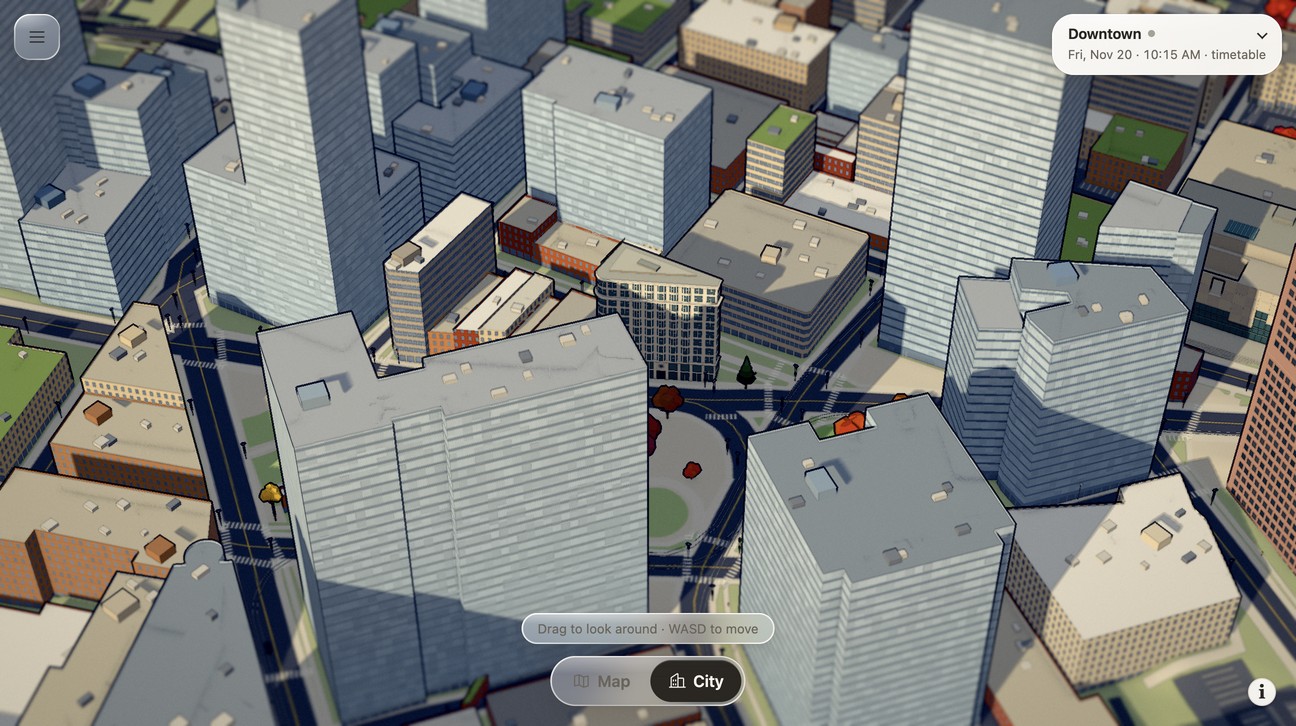 Downtown
Fri, Nov 20 · 10:15 AM · timetable
Drag to look around · WASD to move
Map
City
i